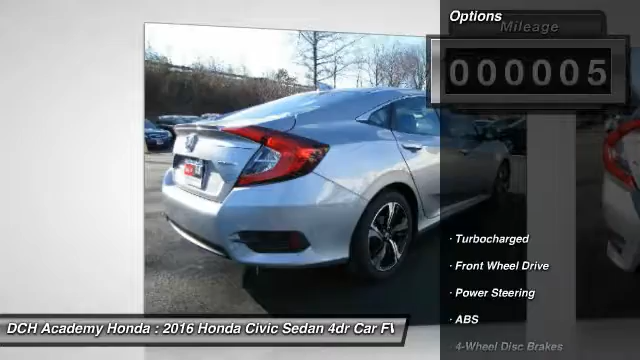 Options
Mileage
000005
· Turbocharged
· Front Wheel Drive
· Power Steering
· ABS
· 4-Wheel Disc Brakes
DCH Academy Honda : 2016 Honda Civic Sedan 4dr Car FV